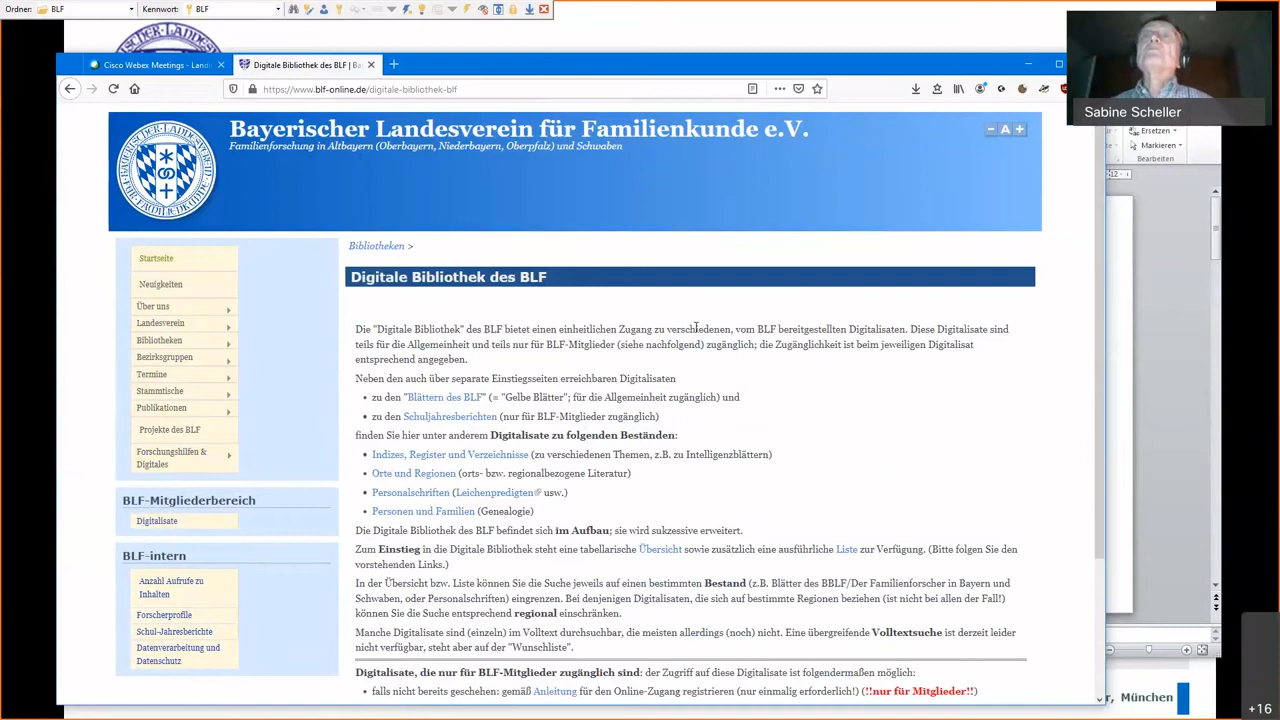 Ordner: BLF Kennwort: BLF
Cisco Webex Meetings - Land
Digitale Bibliothek des BLF | Ba
https://www.blf-online.de/digitale-bibliothek-blf
Sabine Scheller
Ersetzen
Markieren
Bearbeiten
12
Bayerischer Landesverein für Familienkunde e.V.
Familienforschung in Altbayern (Oberbayern, Niederbayern, Oberpfalz) und Schwaben
- A +
Startseite
Neuigkeiten
Über uns
Landesverein
Bibliotheken
Bezirksgruppen
Termine
Stammtische
Publikationen
Projekte des BLF
Forschungshilfen &
Digitales
BLF-Mitgliederbereich
Digitalisate
BLF-intern
Anzahl Aufrufe zu
Inhalten
Forscherprofile
Schul-Jahresberichte
Datenverarbeitung und
Datenschutz
Bibliotheken >
Digitale Bibliothek des BLF
Die "Digitale Bibliothek" des BLF bietet einen einheitlichen Zugang zu verschiedenen, vom BLF bereitgestellten Digitalisaten. Diese Digitalisate sind
teils für die Allgemeinheit und teils nur für BLF-Mitglieder (siehe nachfolgend) zugänglich; die Zugänglichkeit ist beim jeweiligen Digitalisat
entsprechend angegeben.
Neben den auch über separate Einstiegsseiten erreichbaren Digitalisaten
• zu den "Blättern des BLF" (= "Gelbe Blätter"; für die Allgemeinheit zugänglich) und
• zu den Schuljahresberichten (nur für BLF-Mitglieder zugänglich)
finden Sie hier unter anderem Digitalisate zu folgenden Beständen:
• Indizes, Register und Verzeichnisse (zu verschiedenen Themen, z.B. zu Intelligenzblättern)
• Orte und Regionen (orts- bzw. regionalbezogene Literatur)
• Personalschriften (Leichenpredigten usw.)
• Personen und Familien (Genealogie)
Die Digitale Bibliothek des BLF befindet sich im Aufbau; sie wird sukzessive erweitert.
Zum Einstieg in die Digitale Bibliothek steht eine tabellarische Übersicht sowie zusätzlich eine ausführliche Liste zur Verfügung. (Bitte folgen Sie den
vorstehenden Links.)
In der Übersicht bzw. Liste können Sie die Suche jeweils auf einen bestimmten Bestand (z.B. Blätter des BBLF/Der Familienforscher in Bayern und
Schwaben, oder Personalschriften) eingrenzen. Bei denjenigen Digitalisaten, die sich auf bestimmte Regionen beziehen (ist nicht bei allen der Fall!)
können Sie die Suche entsprechend regional einschränken.
Manche Digitalisate sind (einzeln) im Volltext durchsuchbar, die meisten allerdings (noch) nicht. Eine übergreifende Volltextsuche ist derzeit leider
nicht verfügbar, steht aber auf der "Wunschliste".
Digitalisate, die nur für BLF-Mitglieder zugänglich sind: der Zugriff auf diese Digitalisate ist folgendermaßen möglich:
• falls nicht bereits geschehen: gemäß Anleitung für den Online-Zugang registrieren (nur einmalig erforderlich!) (!!nur für Mitglieder!!)
r, München
+16